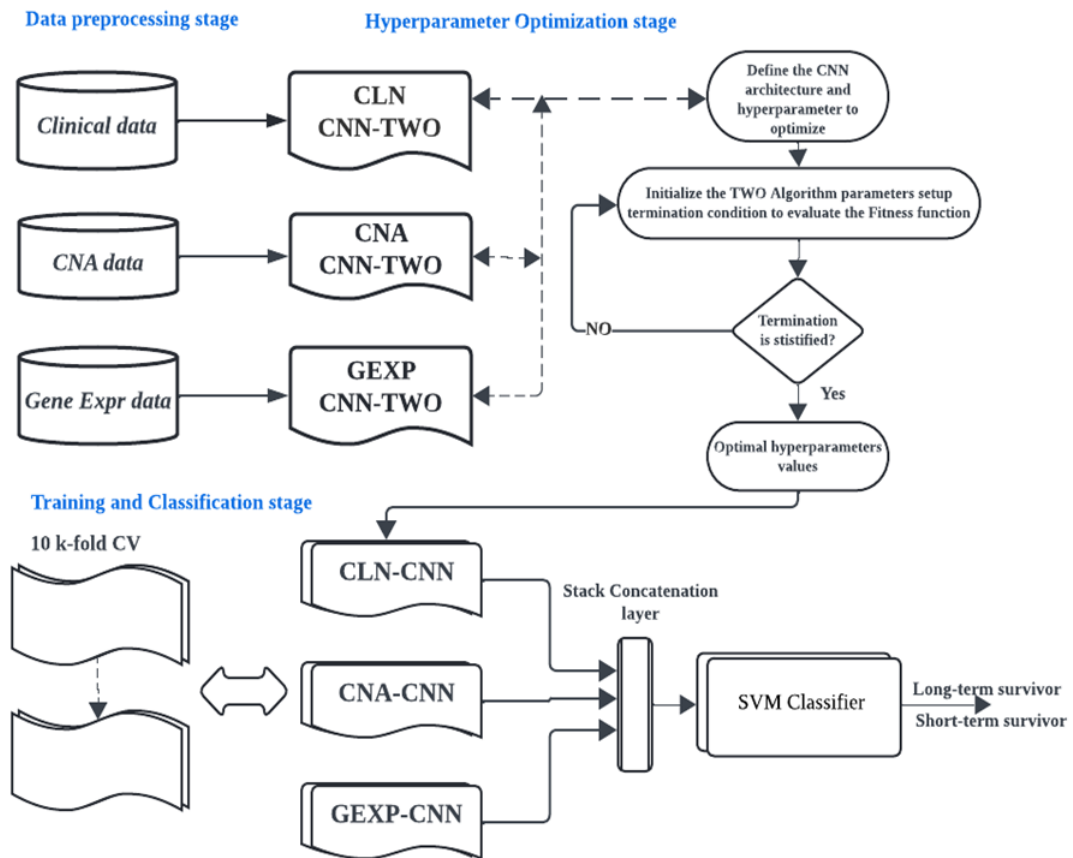 Data preprocessing stage
Hyperparameter Optimization stage
Clinical data
CLN
CNN-TWO
Define the CNN
architecture and
hyperparameter to
optimize
Initialize the TWO Algorithm parameters setup
termination condition to evaluate the Fitness function
CNA data
CNA
CNN-TWO
Termination
is stistified?
NO
Yes
Gene Expr data
GEXP
CNN-TWO
Optimal hyperparameters
values
Training and Classification stage
10 k-fold CV
CLN-CNN
Stack Concatenation
layer
CNA-CNN
SVM Classifier
Long-term survivor
Short-term survivor
GEXP-CNN